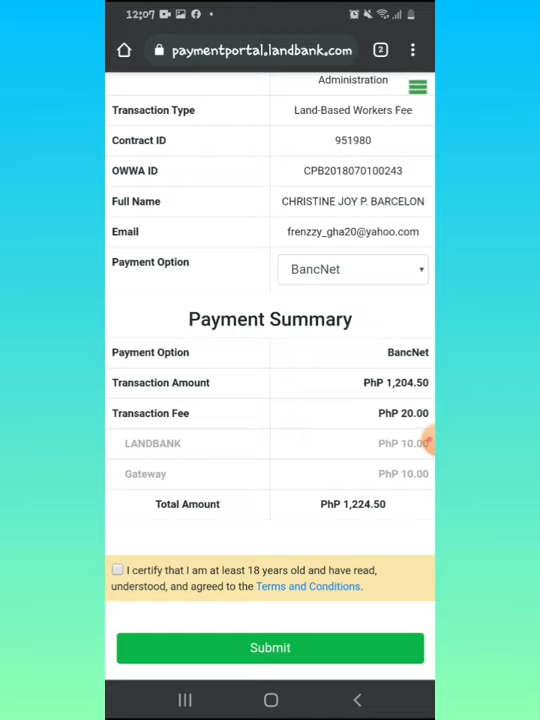 12:07
paymentportal.landbank.com
2
Administration
Transaction Type Land-Based Workers Fee
Contract ID 951980
OWWA ID CPB2018070100243
Full Name CHRISTINE JOY P. BARCELON
Email frenzzy_gha20@yahoo.com
Payment Option BancNet
Payment Summary
Payment Option BancNet
Transaction Amount PhP 1,204.50
Transaction Fee PhP 20.00
LANDBANK PhP 10.00
Gateway PhP 10.00
Total Amount PhP 1,224.50
I certify that I am at least 18 years old and have read,
understood, and agreed to the Terms and Conditions.
Submit